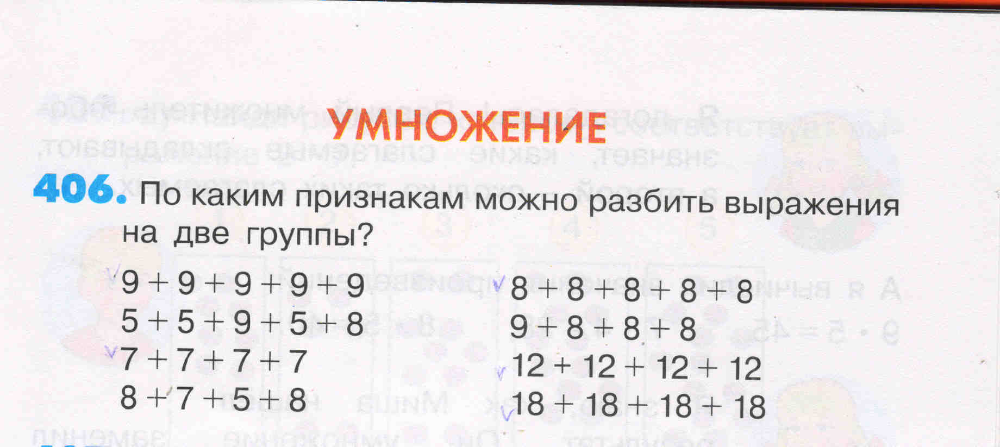 УМНОЖЕНИЕ
406. По каким признакам можно разбить выражения
на две группы?
9 + 9 + 9 + 9 + 9
5 + 5 + 9 + 5 + 8
7 + 7 + 7 + 7
8 + 7 + 5 + 8
8 + 8 + 8 + 8 + 8
9 + 8 + 8 + 8
12 + 12 + 12 + 12
18 + 18 + 18 + 18